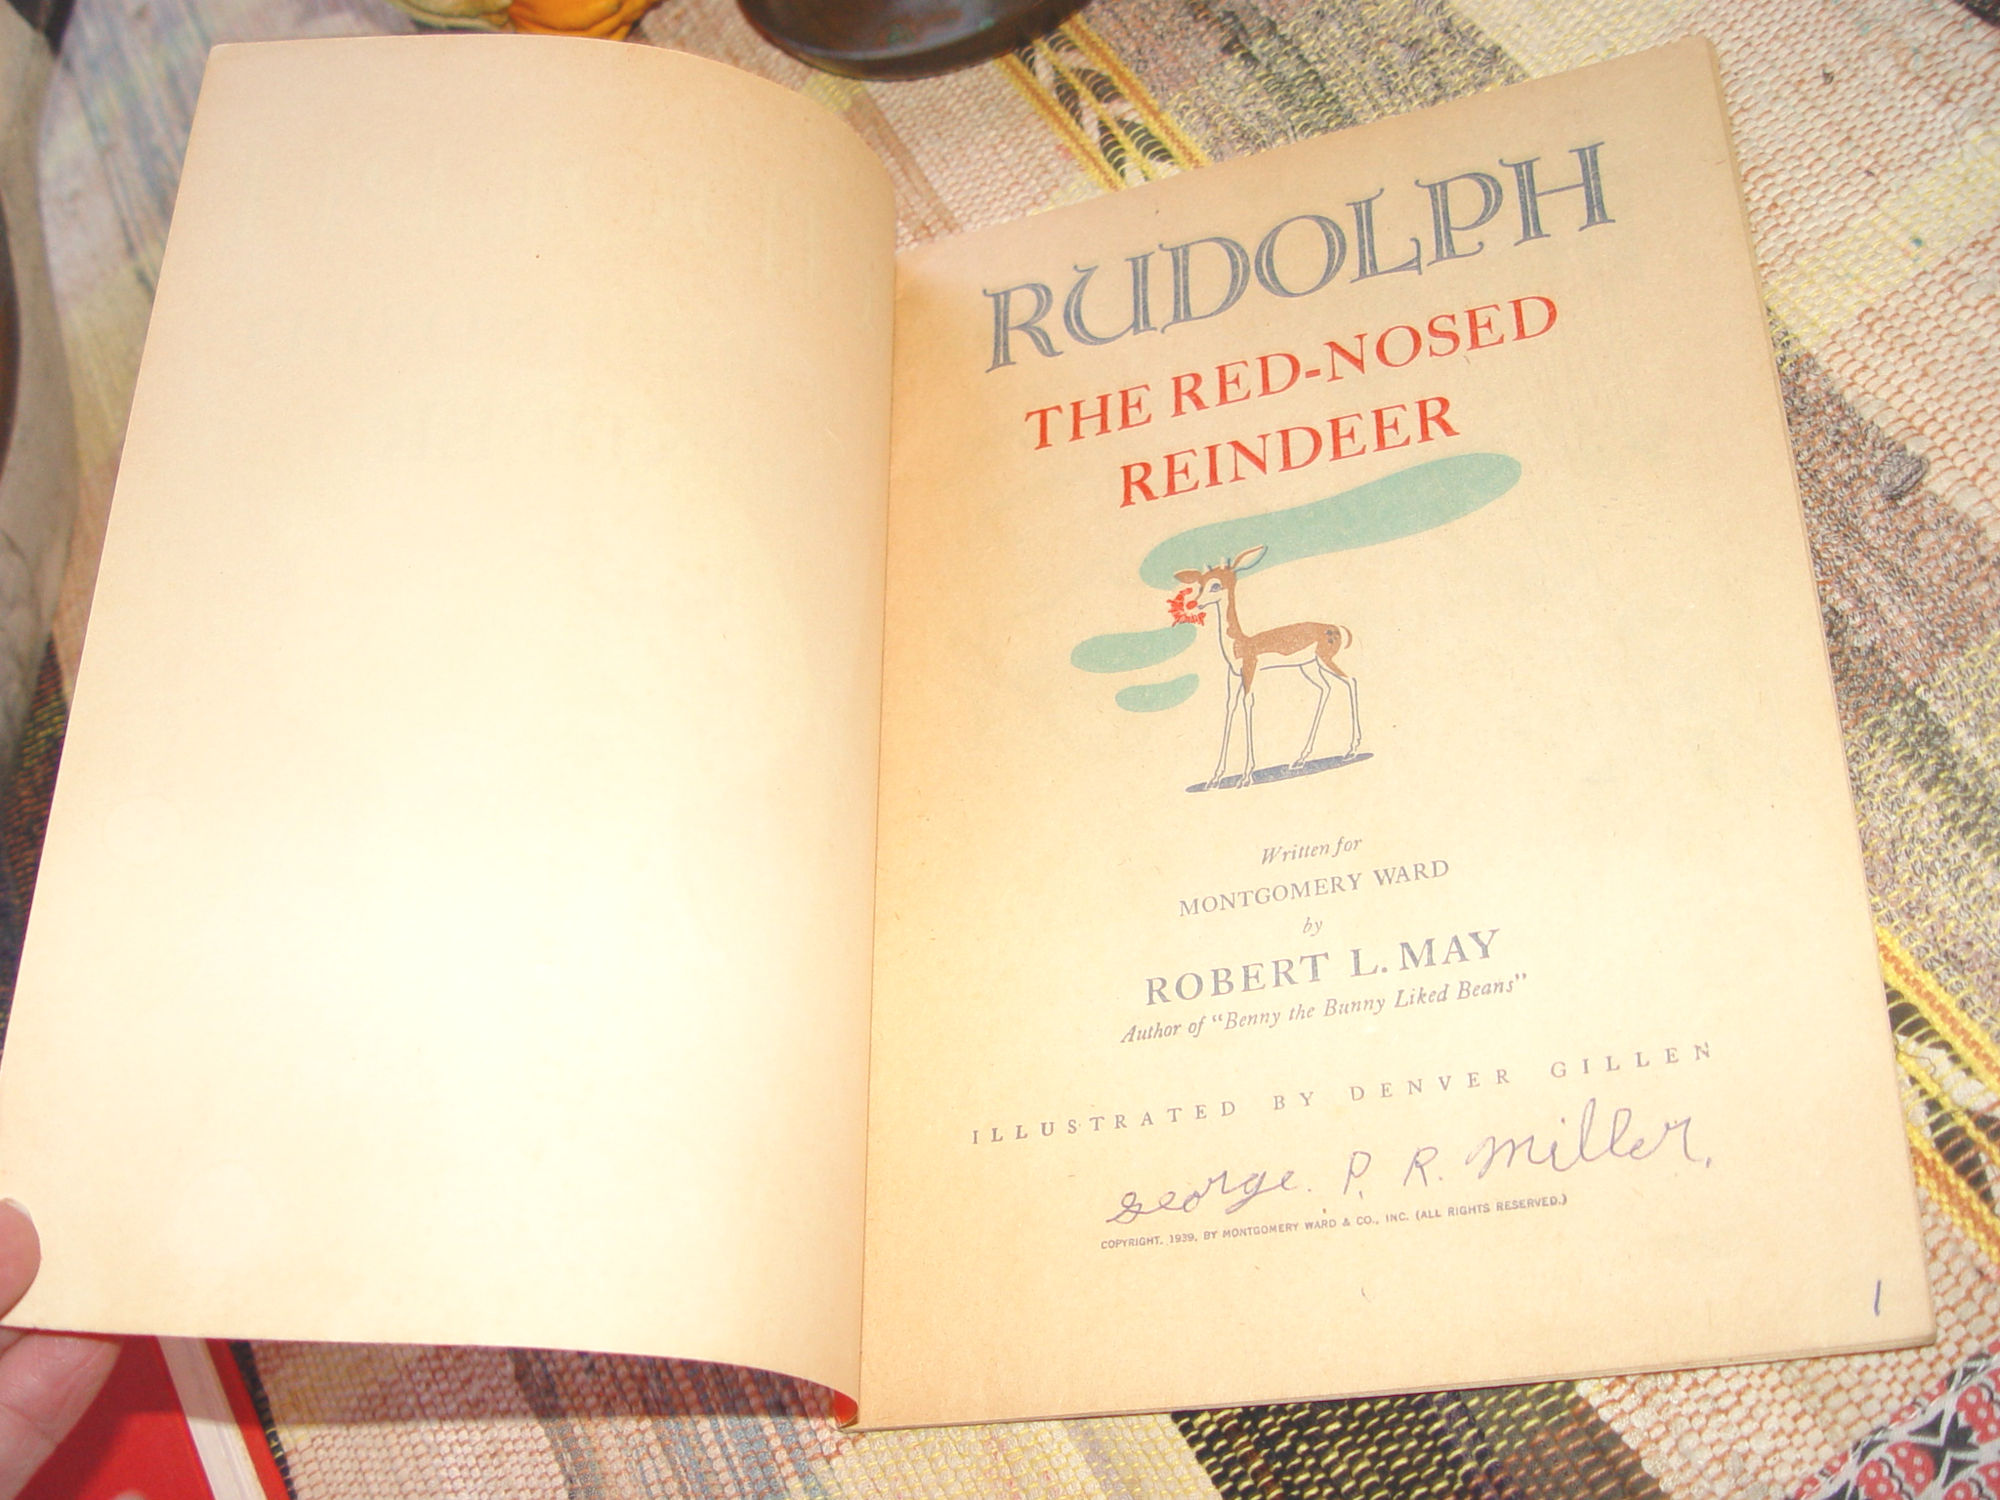 RUDOLPH
THE RED-NOSED
REINDEER
Written for
MONTGOMERY WARD
by
ROBERT L. MAY
Author of "Benny the Bunny Liked Beans"
ILLUSTRATED BY DENVER GILLEN
George. P. R. Miller.
COPYRIGHT, 1939, BY MONTGOMERY WARD & CO., INC. (ALL RIGHTS RESERVED.)
1